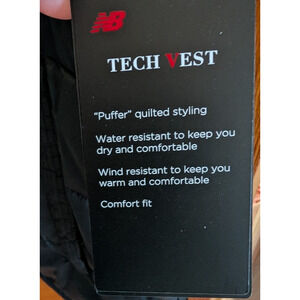 TECH VEST
"Puffer" quilted styling
Water resistant to keep you
dry and comfortable
Wind resistant to keep you
warm and comfortable
Comfort fit